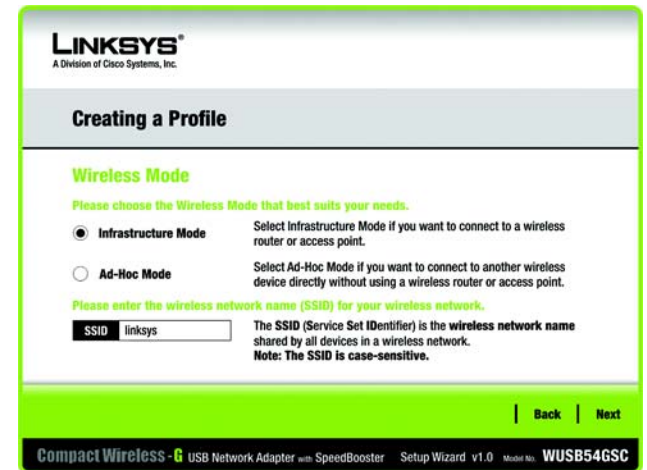 LINKSYS®
A Division of Cisco Systems, Inc.
Creating a Profile
Wireless Mode
Please choose the Wireless Mode that best suits your needs.
Infrastructure Mode
Select Infrastructure Mode if you want to connect to a wireless
router or access point.
Ad-Hoc Mode
Select Ad-Hoc Mode if you want to connect to another wireless
device directly without using a wireless router or access point.
Please enter the wireless network name (SSID) for your wireless network.
SSID linksys
The SSID (Service Set IDentifier) is the wireless network name
shared by all devices in a wireless network.
Note: The SSID is case-sensitive.
Back Next
Compact Wireless-G USB Network Adapter with SpeedBooster Setup Wizard v1.0 Model No. WUSB54GSC